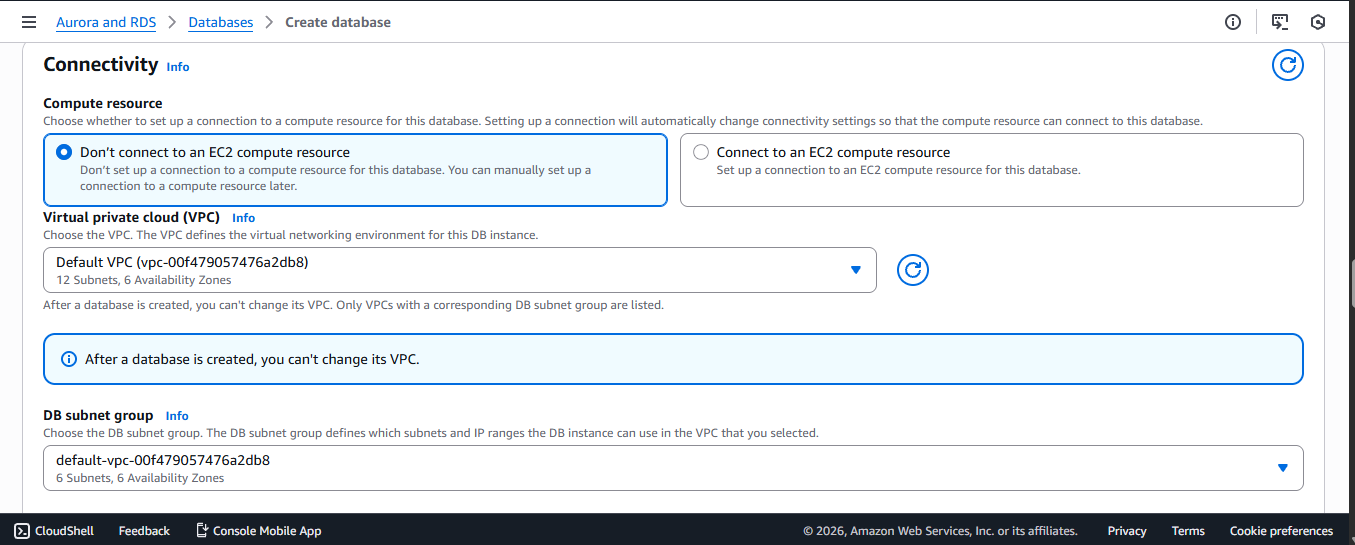 Aurora and RDS > Databases > Create database
Connectivity Info
Compute resource
Choose whether to set up a connection to a compute resource for this database. Setting up a connection will automatically change connectivity settings so that the compute resource can connect to this database.
Don't connect to an EC2 compute resource
Don't set up a connection to a compute resource for this database. You can manually set up a
connection to a compute resource later.
Connect to an EC2 compute resource
Set up a connection to an EC2 compute resource for this database.
Virtual private cloud (VPC) Info
Choose the VPC. The VPC defines the virtual networking environment for this DB instance.
Default VPC (vpc-00f479057476a2db8)
12 Subnets, 6 Availability Zones
After a database is created, you can't change its VPC. Only VPCs with a corresponding DB subnet group are listed.
After a database is created, you can't change its VPC.
DB subnet group Info
Choose the DB subnet group. The DB subnet group defines which subnets and IP ranges the DB instance can use in the VPC that you selected.
default-vpc-00f479057476a2db8
6 Subnets, 6 Availability Zones
CloudShell Feedback Console Mobile App © 2026, Amazon Web Services, Inc. or its affiliates. Privacy Terms Cookie preferences